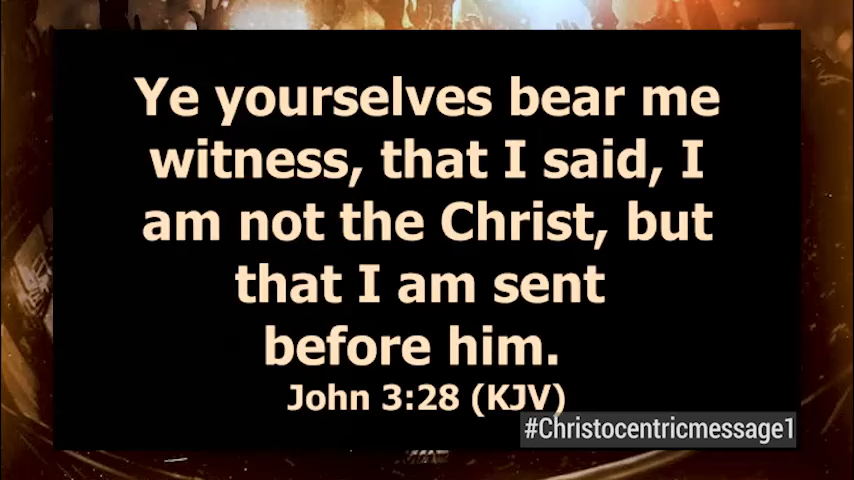 Ye yourselves bear me
witness, that I said, I
am not the Christ, but
that I am sent
before him.
John 3:28 (KJV)
#Christocentricmessage1